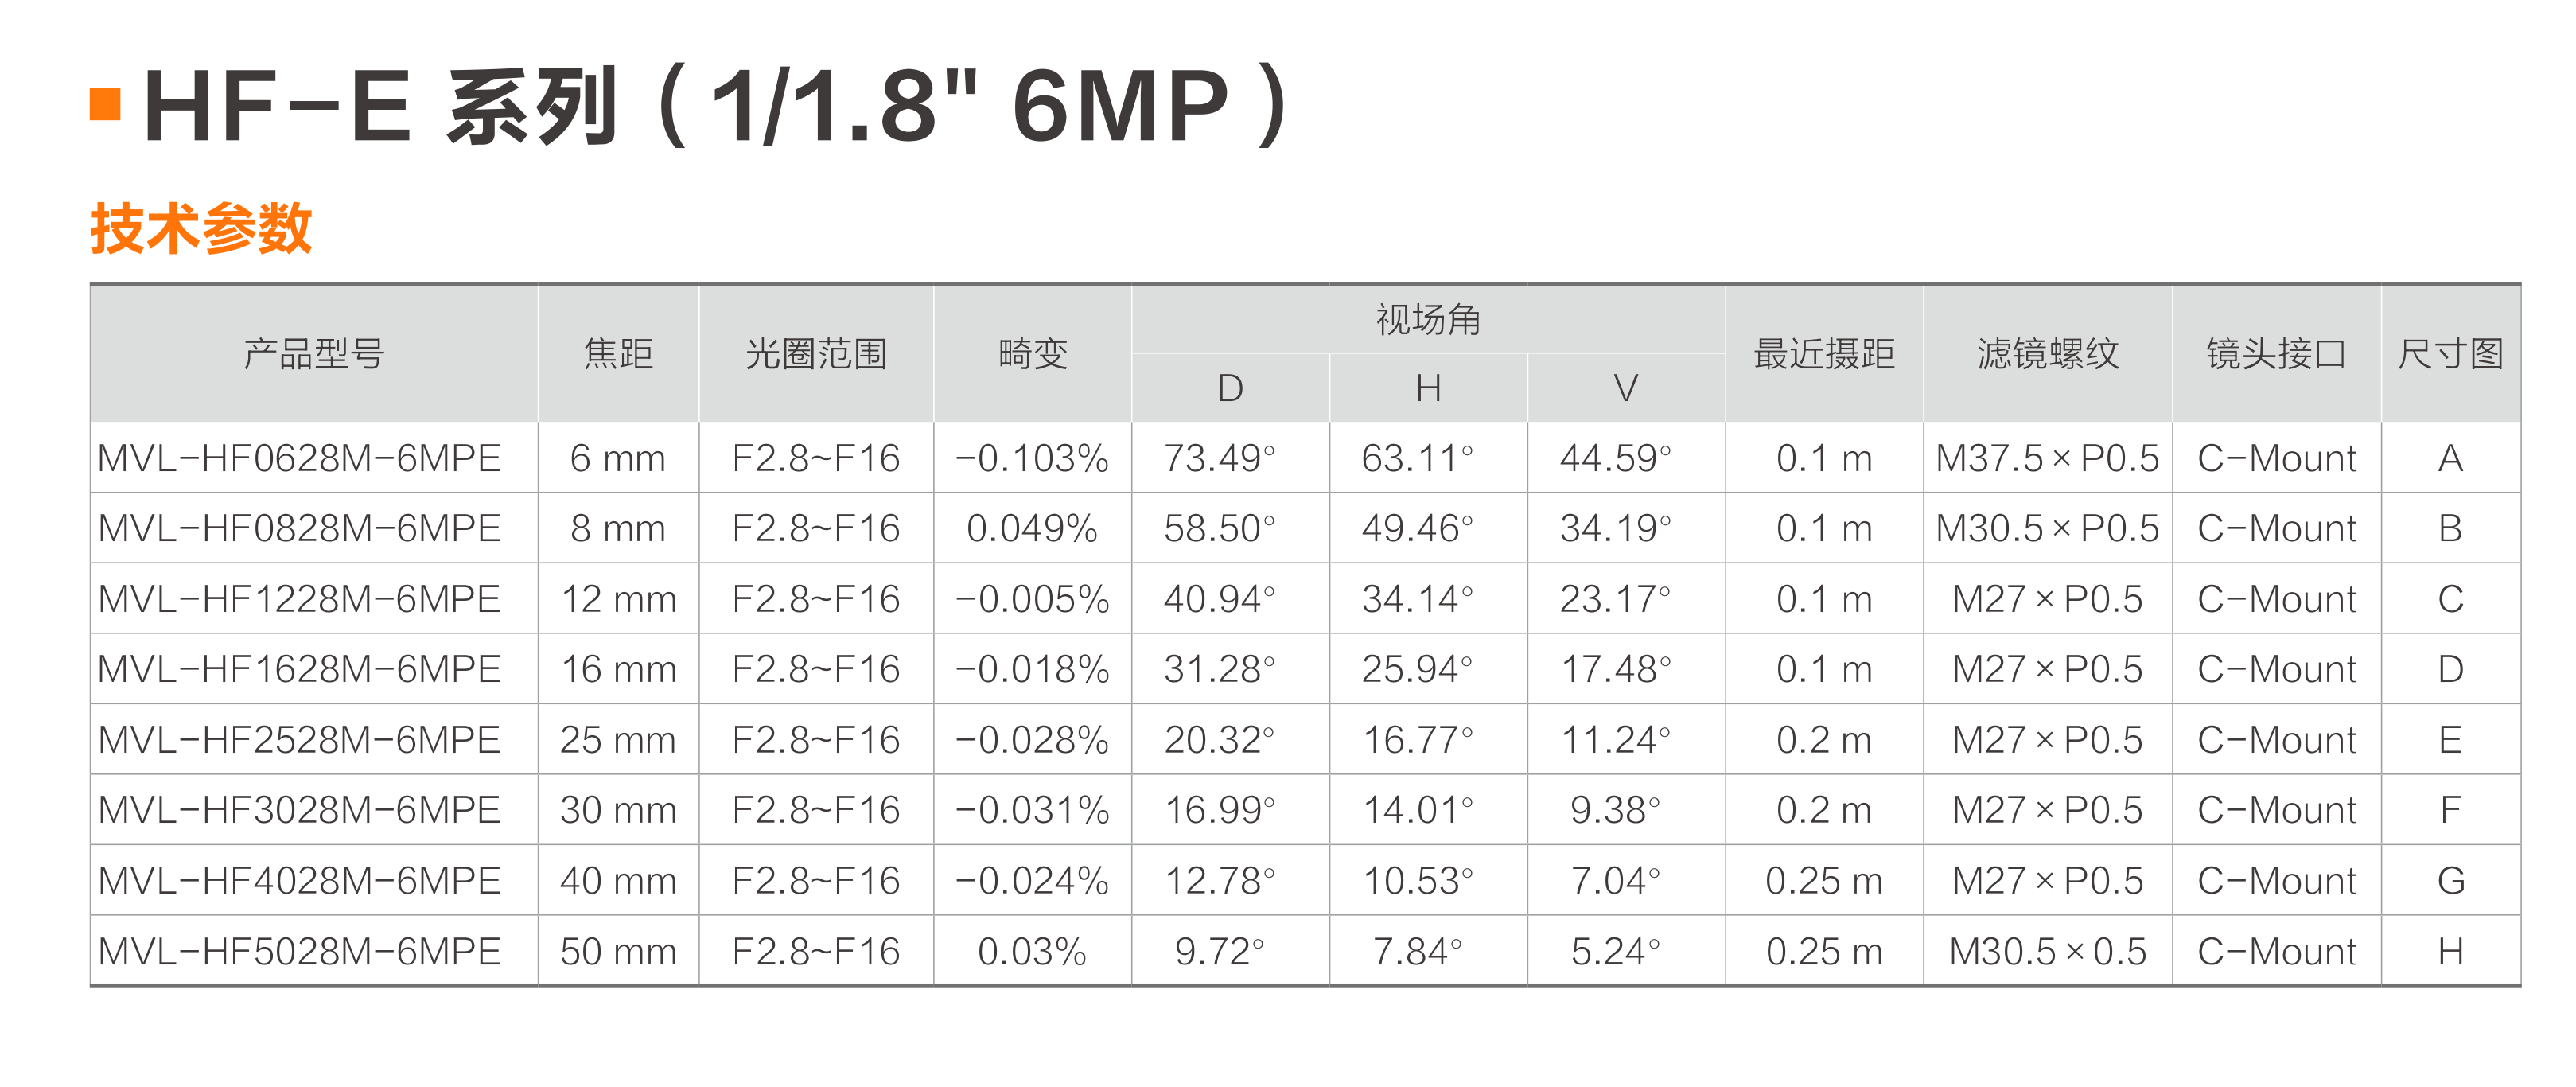 HF-E 系列（1/1.8" 6MP）
技术参数
产品型号 焦距 光圈范围 畸变 视场角 最近摄距 滤镜螺纹 镜头接口 尺寸图
D H V
MVL-HF0628M-6MPE 6 mm F2.8~F16 -0.103% 73.49° 63.11° 44.59° 0.1 m M37.5×P0.5 C-Mount A
MVL-HF0828M-6MPE 8 mm F2.8~F16 0.049% 58.50° 49.46° 34.19° 0.1 m M30.5×P0.5 C-Mount B
MVL-HF1228M-6MPE 12 mm F2.8~F16 -0.005% 40.94° 34.14° 23.17° 0.1 m M27×P0.5 C-Mount C
MVL-HF1628M-6MPE 16 mm F2.8~F16 -0.018% 31.28° 25.94° 17.48° 0.1 m M27×P0.5 C-Mount D
MVL-HF2528M-6MPE 25 mm F2.8~F16 -0.028% 20.32° 16.77° 11.24° 0.2 m M27×P0.5 C-Mount E
MVL-HF3028M-6MPE 30 mm F2.8~F16 -0.031% 16.99° 14.01° 9.38° 0.2 m M27×P0.5 C-Mount F
MVL-HF4028M-6MPE 40 mm F2.8~F16 -0.024% 12.78° 10.53° 7.04° 0.25 m M27×P0.5 C-Mount G
MVL-HF5028M-6MPE 50 mm F2.8~F16 0.03% 9.72° 7.84° 5.24° 0.25 m M30.5×0.5 C-Mount H